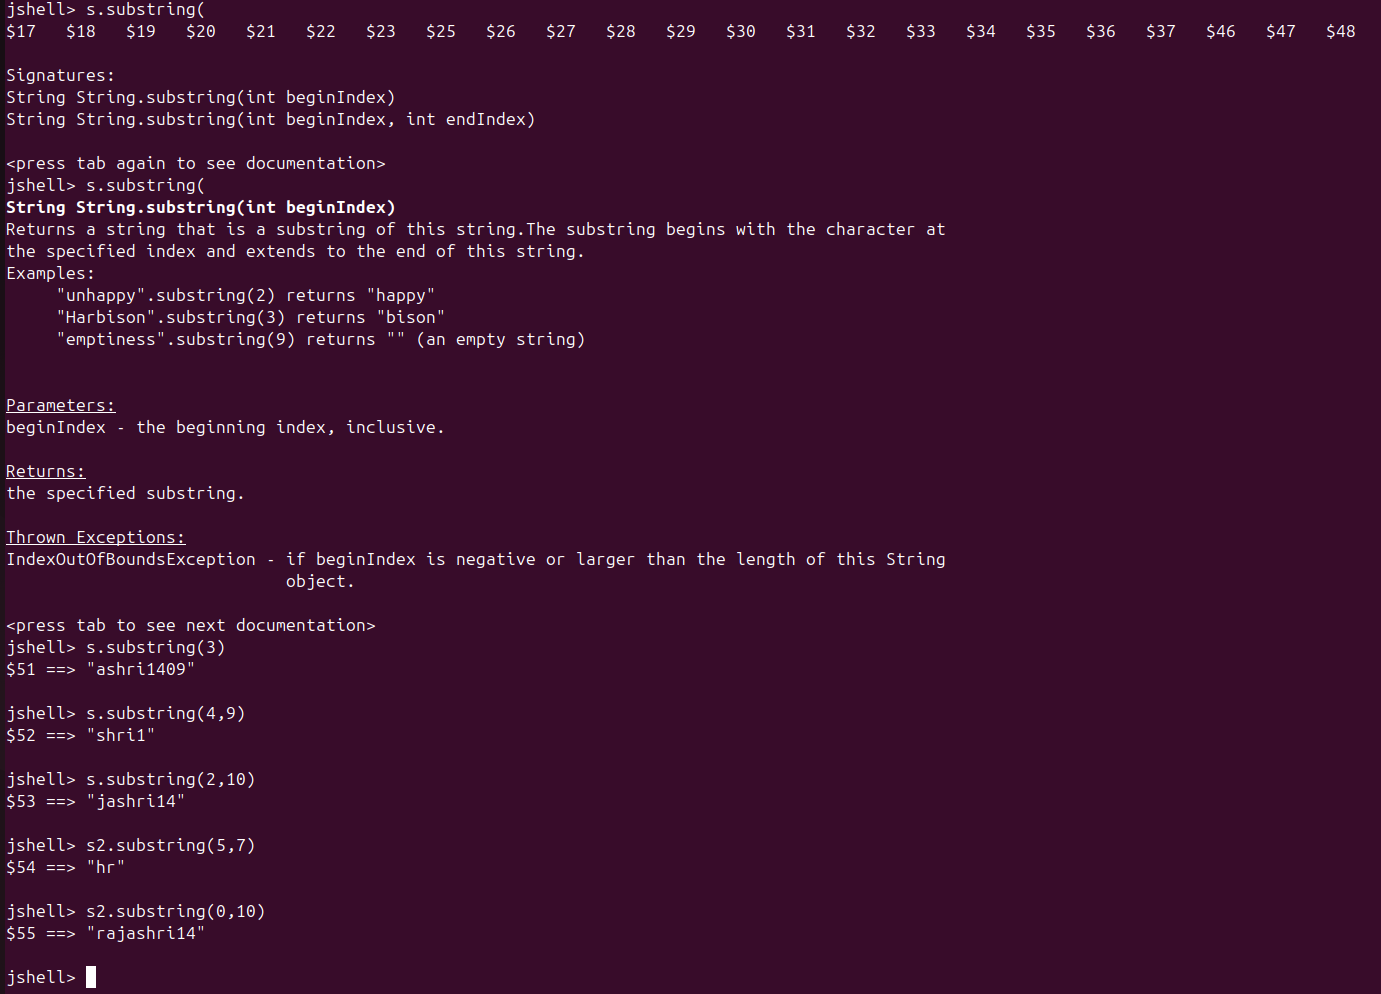 jshell> s.substring(
$17   $18   $19   $20   $21   $22   $23   $25   $26   $27   $28   $29   $30   $31   $32   $33   $34   $35   $36   $37   $46   $47   $48
Signatures:
String String.substring(int beginIndex)
String String.substring(int beginIndex, int endIndex)
<press tab again to see documentation>
jshell> s.substring(
String String.substring(int beginIndex)
Returns a string that is a substring of this string.The substring begins with the character at
the specified index and extends to the end of this string.
Examples:
     "unhappy".substring(2) returns "happy"
     "Harbison".substring(3) returns "bison"
     "emptiness".substring(9) returns "" (an empty string)
Parameters:
beginIndex - the beginning index, inclusive.
Returns:
the specified substring.
Thrown Exceptions:
IndexOutOfBoundsException - if beginIndex is negative or larger than the length of this String
                            object.
<press tab to see next documentation>
jshell> s.substring(3)
$51 ==> "ashri1409"
jshell> s.substring(4,9)
$52 ==> "shri1"
jshell> s.substring(2,10)
$53 ==> "jashri14"
jshell> s2.substring(5,7)
$54 ==> "hr"
jshell> s2.substring(0,10)
$55 ==> "rajashri14"
jshell>